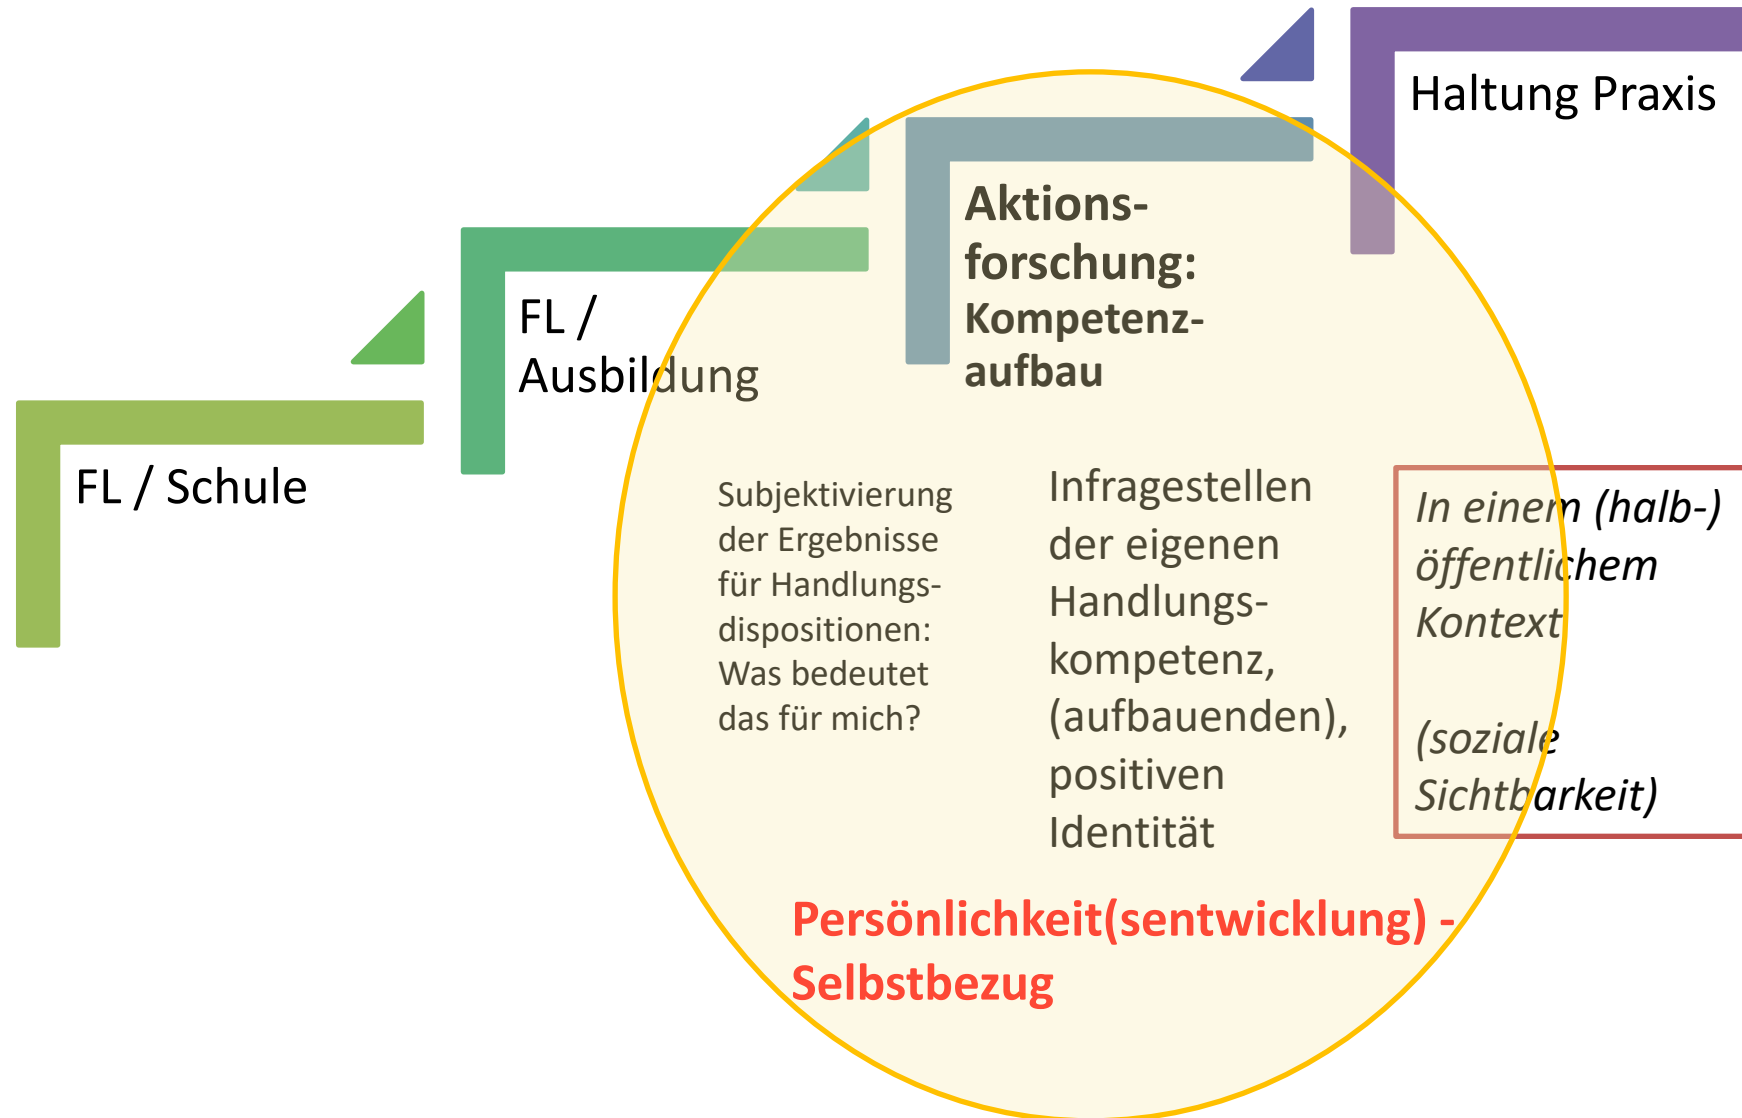 Haltung Praxis
Aktions-
forschung:
Kompetenz-
aufbau
FL /
Ausbildung
FL / Schule
Subjektivierung
der Ergebnisse
für Handlungs-
dispositionen:
Was bedeutet
das für mich?
Infragestellen
der eigenen
Handlungs-
kompetenz,
(aufbauenden),
positiven
Identität
In einem (halb-)
öffentlichem
Kontext
(soziale
Sichtbarkeit)
Persönlichkeit(sentwicklung) -
Selbstbezug